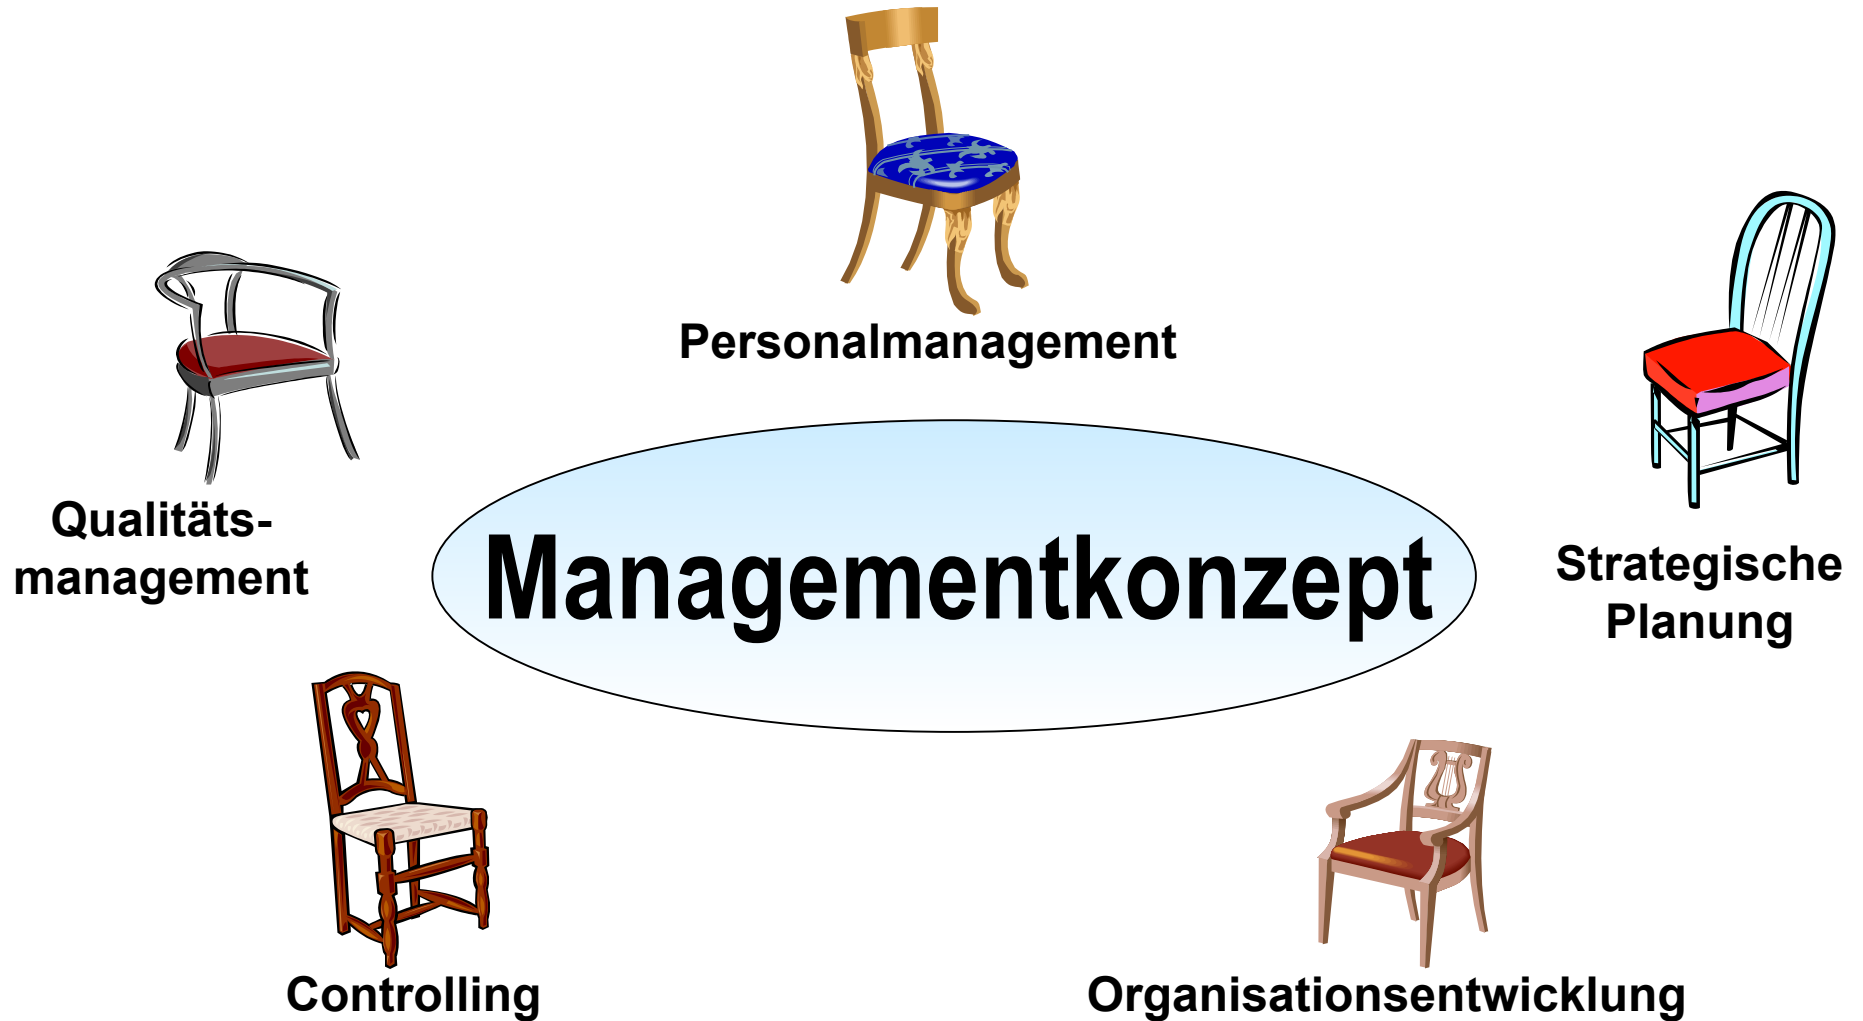 Personalmanagement
Qualitäts-
management
Managementkonzept
Strategische
Planung
Controlling
Organisationsentwicklung